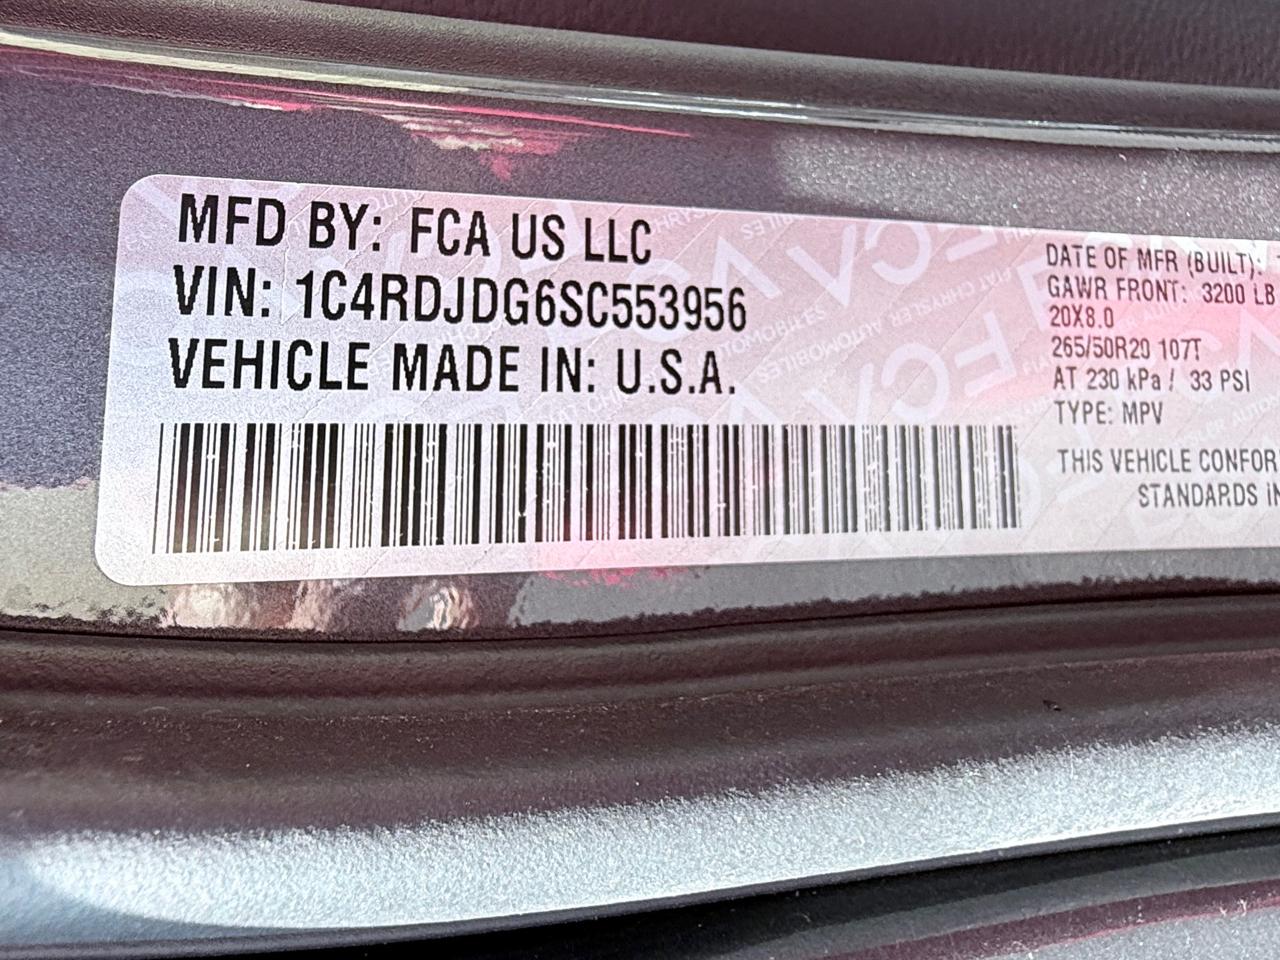 MFD BY: FCA US LLC
VIN: 1C4RDJDG6SC553956
VEHICLE MADE IN: U.S.A.
DATE OF MFR (BUILT):
GAWR FRONT: 3200 LB
20X8.0
265/50R20 107T
AT 230 kPa / 33 PSI
TYPE: MPV
THIS VEHICLE CONFOR
STANDARDS IN